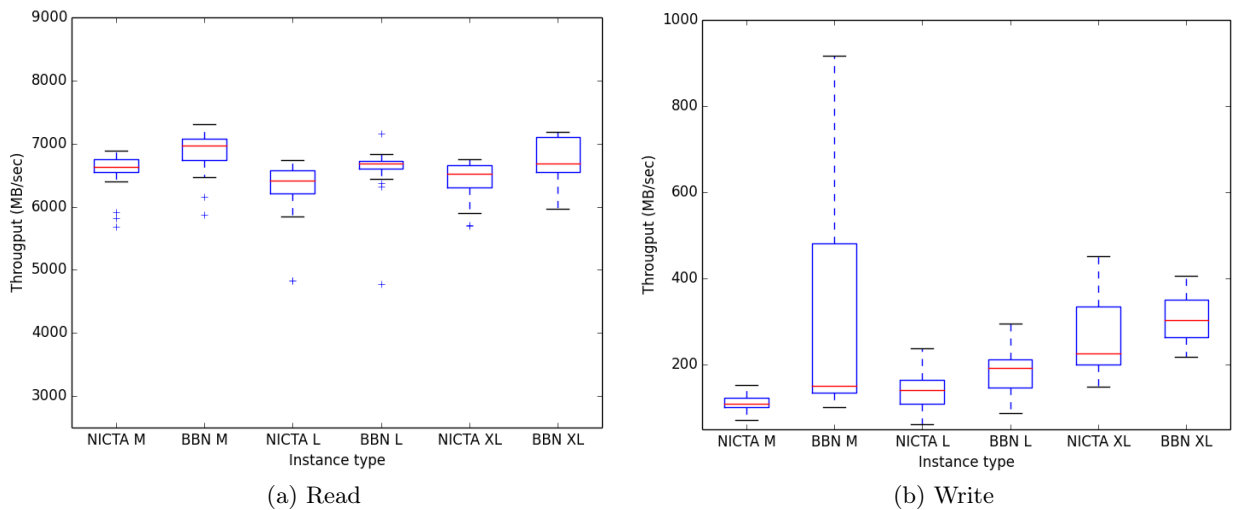 9000
8000
7000
6000
5000
4000
3000
Througput (MB/sec)
NICTA M BBN M NICTA L BBN L NICTA XL BBN XL
Instance type
(a) Read
1000
800
600
400
200
Througput (MB/sec)
NICTA M BBN M NICTA L BBN L NICTA XL BBN XL
Instance type
(b) Write